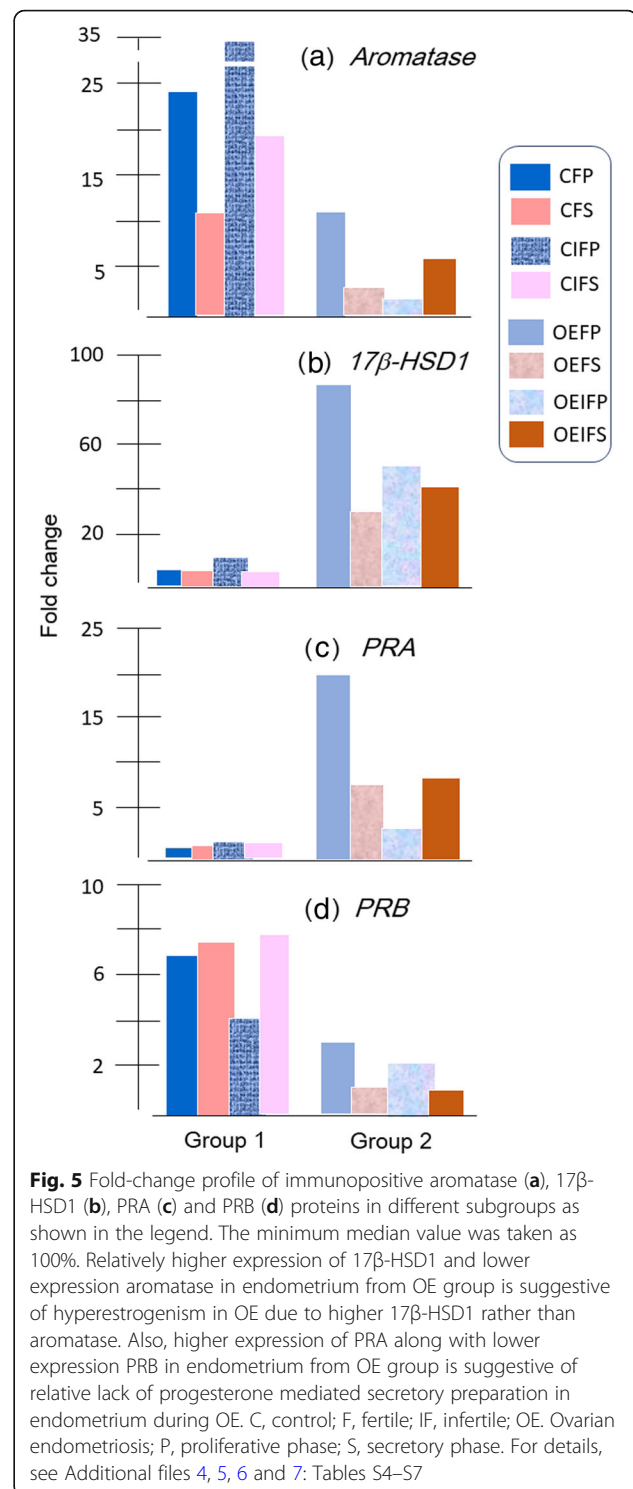 35
(a) Aromatase
25
15
5
CFP
CFS
CIFP
CIFS
OEFP
OEFS
OEIFP
OEIFS
100
(b) 17β-HSD1
60
20
Fold change
25
(c) PRA
15
5
10
(d) PRB
6
2
Group 1 Group 2
Fig. 5 Fold-change profile of immunopositive aromatase (a), 17β-
HSD1 (b), PRA (c) and PRB (d) proteins in different subgroups as
shown in the legend. The minimum median value was taken as
100%. Relatively higher expression of 17β-HSD1 and lower
expression aromatase in endometrium from OE group is suggestive
of hyperestrogenism in OE due to higher 17β-HSD1 rather than
aromatase. Also, higher expression of PRA along with lower
expression PRB in endometrium from OE group is suggestive of
relative lack of progesterone mediated secretory preparation in
endometrium during OE. C, control; F, fertile; IF, infertile; OE. Ovarian
endometriosis; P, proliferative phase; S, secretory phase. For details,
see Additional files 4, 5, 6 and 7: Tables S4–S7